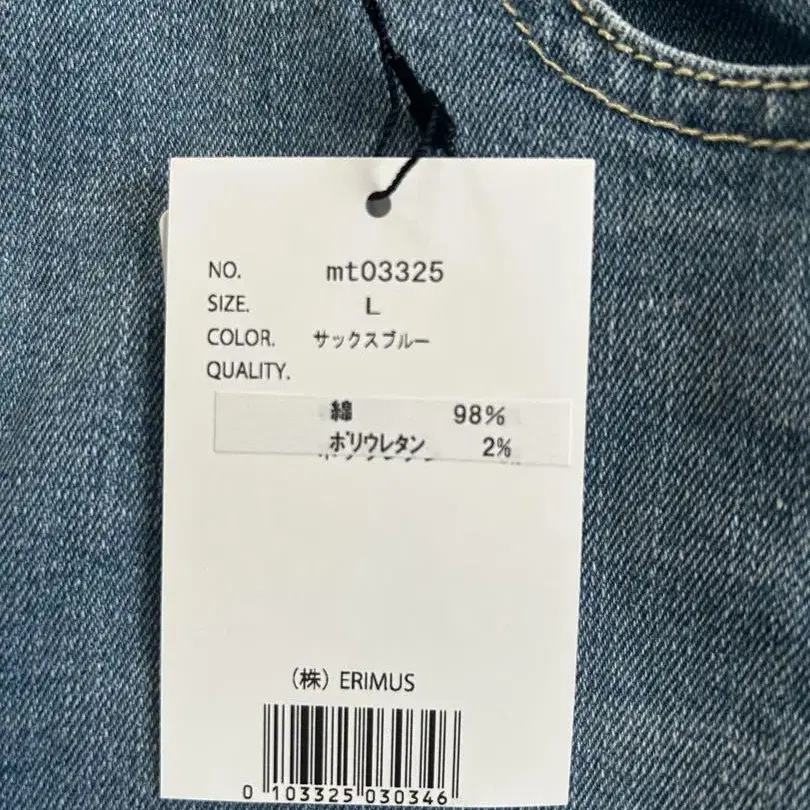 NO. mt03325
SIZE. L
COLOR. サックスブルー
QUALITY.
綿 98%
ポリウレタン 2%
(株) ERIMUS
0 103325 030346